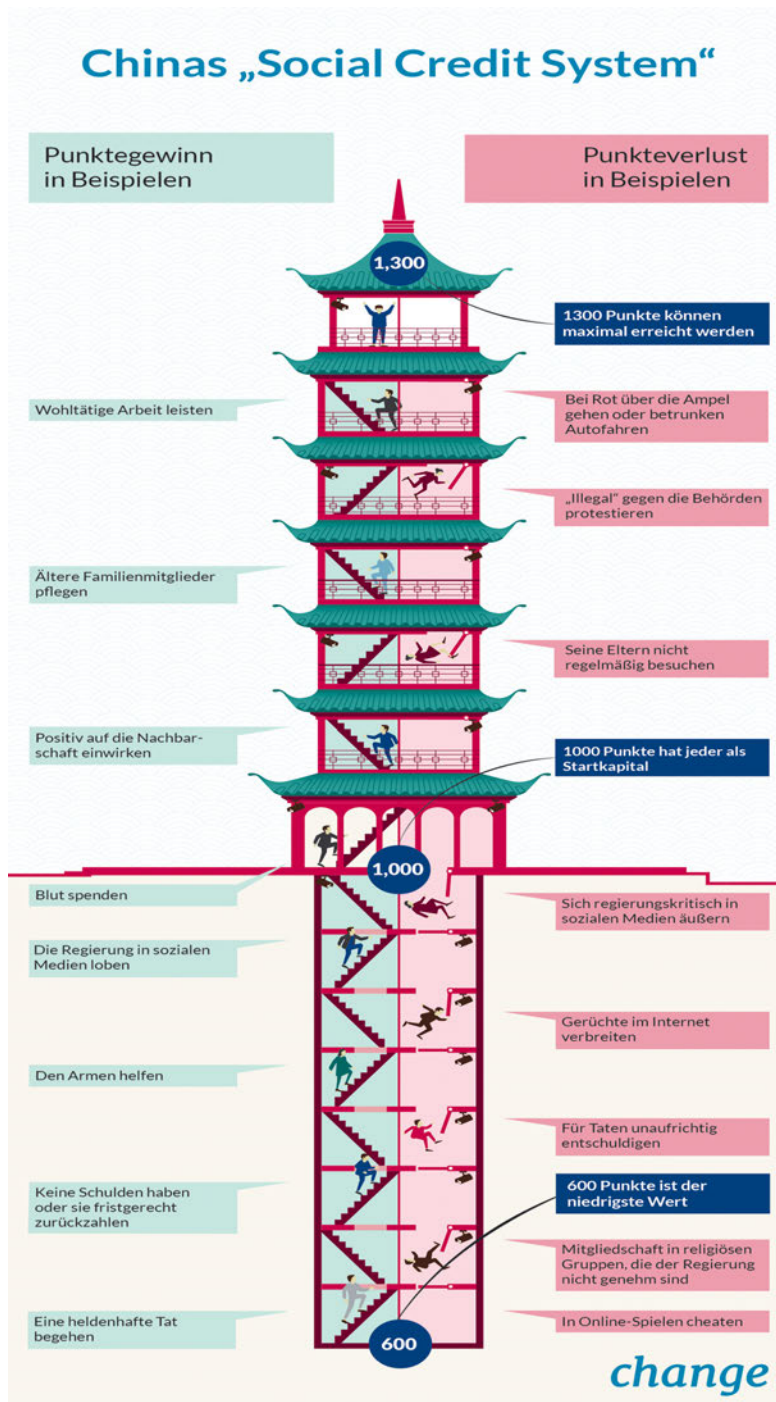 Chinas „Social Credit System“
Punktegewinn
in Beispielen
Punkteverlust
in Beispielen
1,300
1300 Punkte können
maximal erreicht werden
Wohltätige Arbeit leisten
Bei Rot über die Ampel
gehen oder betrunken
Autofahren
„Illegal“ gegen die Behörden
protestieren
Ältere Familienmitglieder
pflegen
Seine Eltern nicht
regelmäßig besuchen
Positiv auf die Nachbar-
schaft einwirken
1000 Punkte hat jeder als
Startkapital
1,000
Blut spenden
Sich regierungskritisch in
sozialen Medien äußern
Die Regierung in sozialen
Medien loben
Gerüchte im Internet
verbreiten
Den Armen helfen
Für Taten unaufrichtig
entschuldigen
Keine Schulden haben
oder sie fristgerecht
zurückzahlen
600 Punkte ist der
niedrigste Wert
Mitgliedschaft in religiösen
Gruppen, die der Regierung
nicht genehm sind
Eine heldenhafte Tat
begehen
In Online-Spielen cheaten
600
change